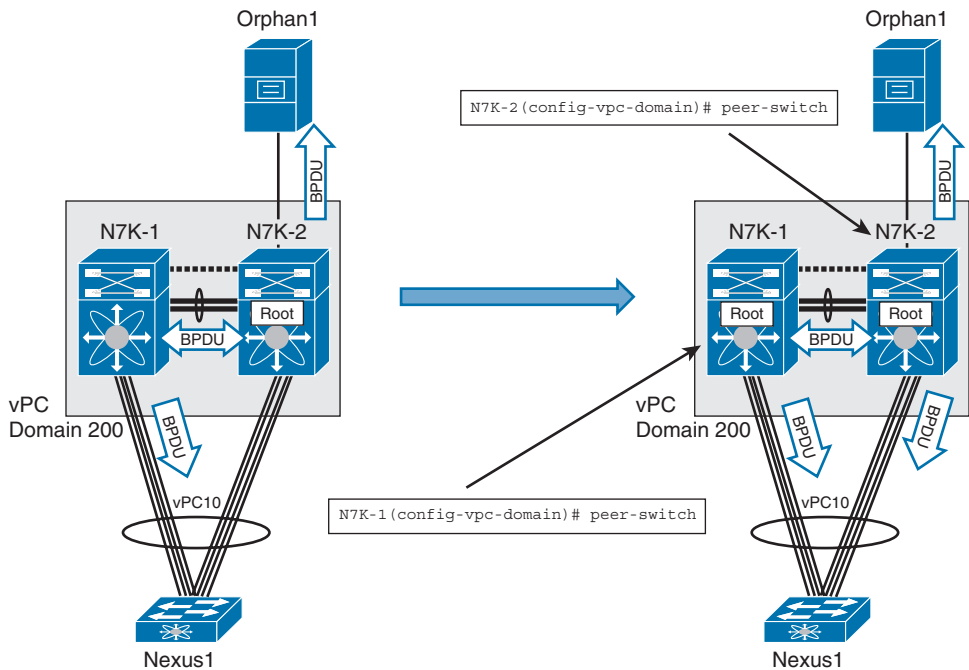 Orphan1
Orphan1
N7K-2(config-vpc-domain)# peer-switch
BPDU
BPDU
N7K-1
N7K-2
N7K-1
N7K-2
Root
Root
Root
BPDU
BPDU
vPC
Domain 200
BPDU
vPC
Domain 200
BPDU
BPDU
vPC10
vPC10
N7K-1(config-vpc-domain)# peer-switch
Nexus1
Nexus1